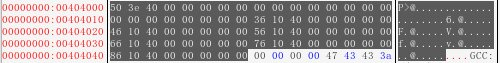 00000000:00404000 50 3e 40 00 00 00 00 00 00 00 00 00 00 00 00 00 P>@.............
00000000:00404010 00 00 00 00 00 00 00 00 36 10 40 00 00 00 00 00 ........6.@.....
00000000:00404020 46 10 40 00 00 00 00 00 56 10 40 00 00 00 00 00 F.@.....V.@.....
00000000:00404030 66 10 40 00 00 00 00 00 76 10 40 00 00 00 00 00 f.@.....v.@.....
00000000:00404040 86 10 40 00 00 00 00 00 00 00 00 00 47 43 43 3a ..@.........GCC: